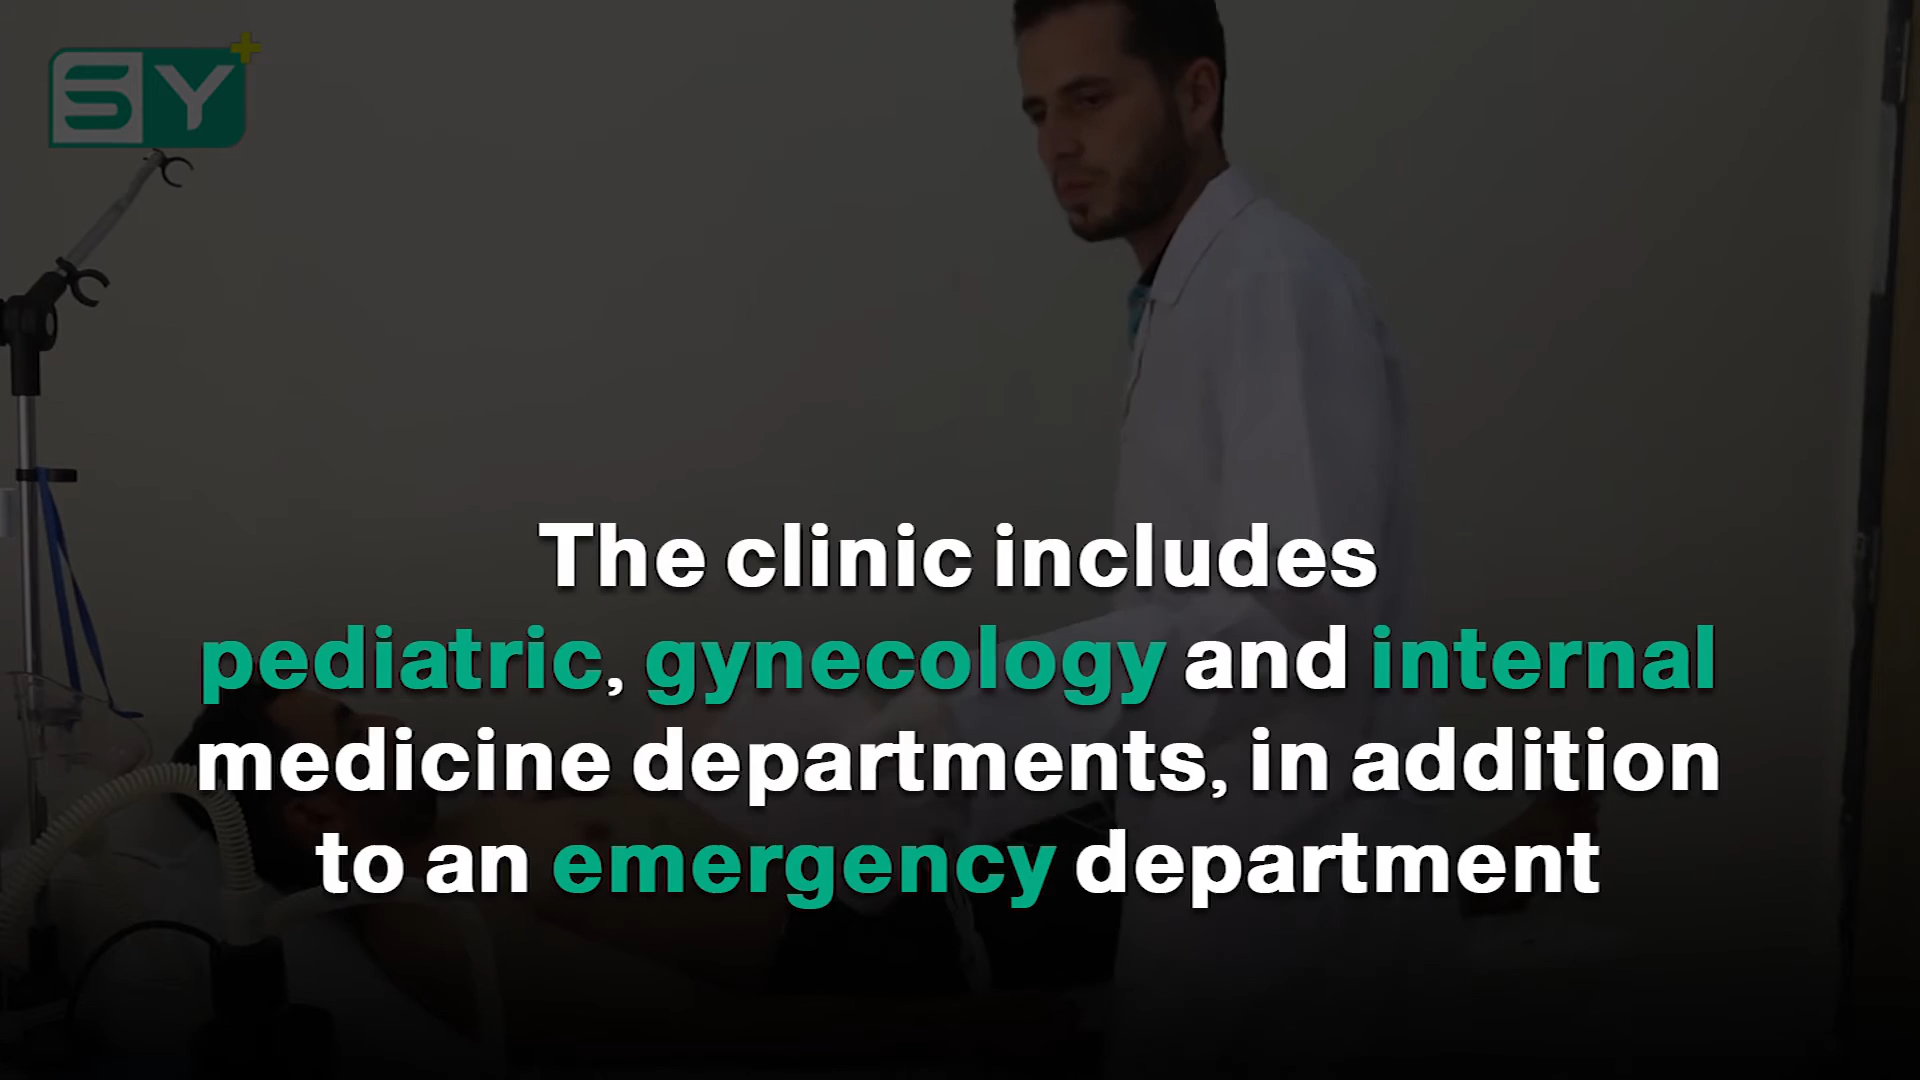 SY+
The clinic includes
pediatric, gynecology and internal
medicine departments, in addition
to an emergency department